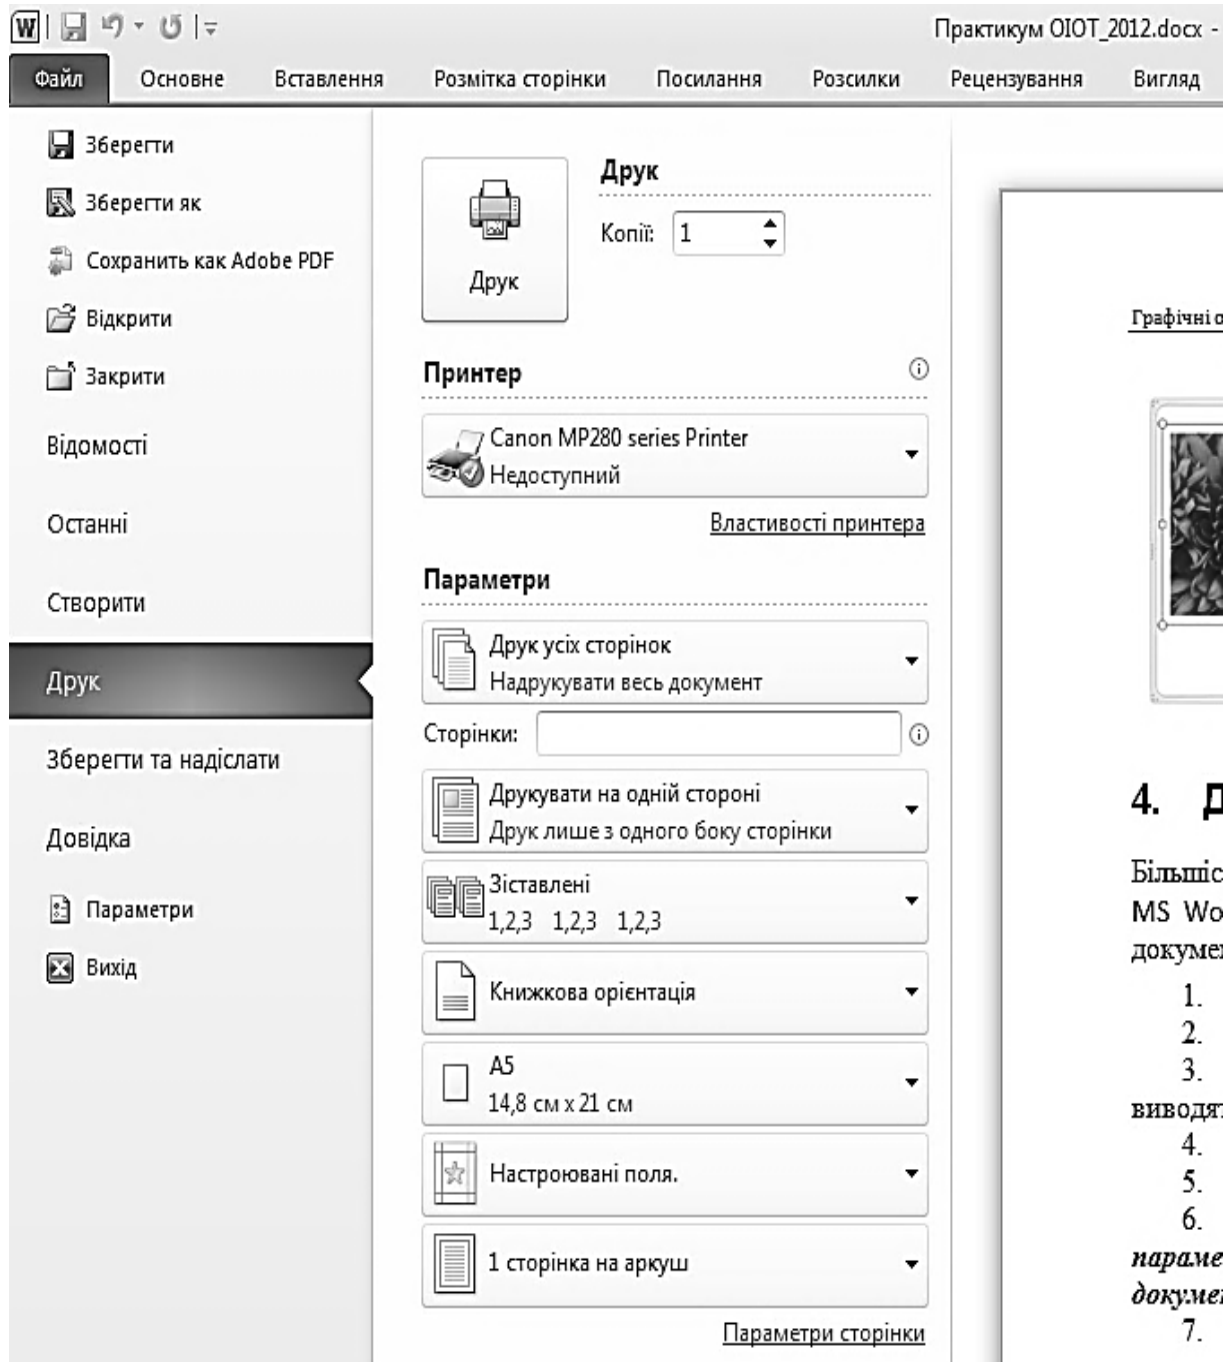 Практикум ОІОТ_2012.docx -
Файл Основне Вставлення Розмітка сторінки Посилання Розсилки Рецензування Вигляд
Зберегти
Зберегти як
Сохранить как Adobe PDF
Відкрити
Закрити
Відомості
Останні
Створити
Друк
Зберегти та надіслати
Довідка
Параметри
Вихід
Друк
Копії: 1
Друк
Принтер
Canon MP280 series Printer
Недоступний
Властивості принтера
Параметри
Друк усіх сторінок
Надрукувати весь документ
Сторінки:
Друкувати на одній стороні
Друк лише з одного боку сторінки
Зіставлені
1,2,3 1,2,3 1,2,3
Книжкова орієнтація
A5
14,8 см x 21 см
Настроювані поля.
1 сторінка на аркуш
Параметри сторінки
Графічні
4.
MS
1.
2.
3.
4.
5.
6.
7.